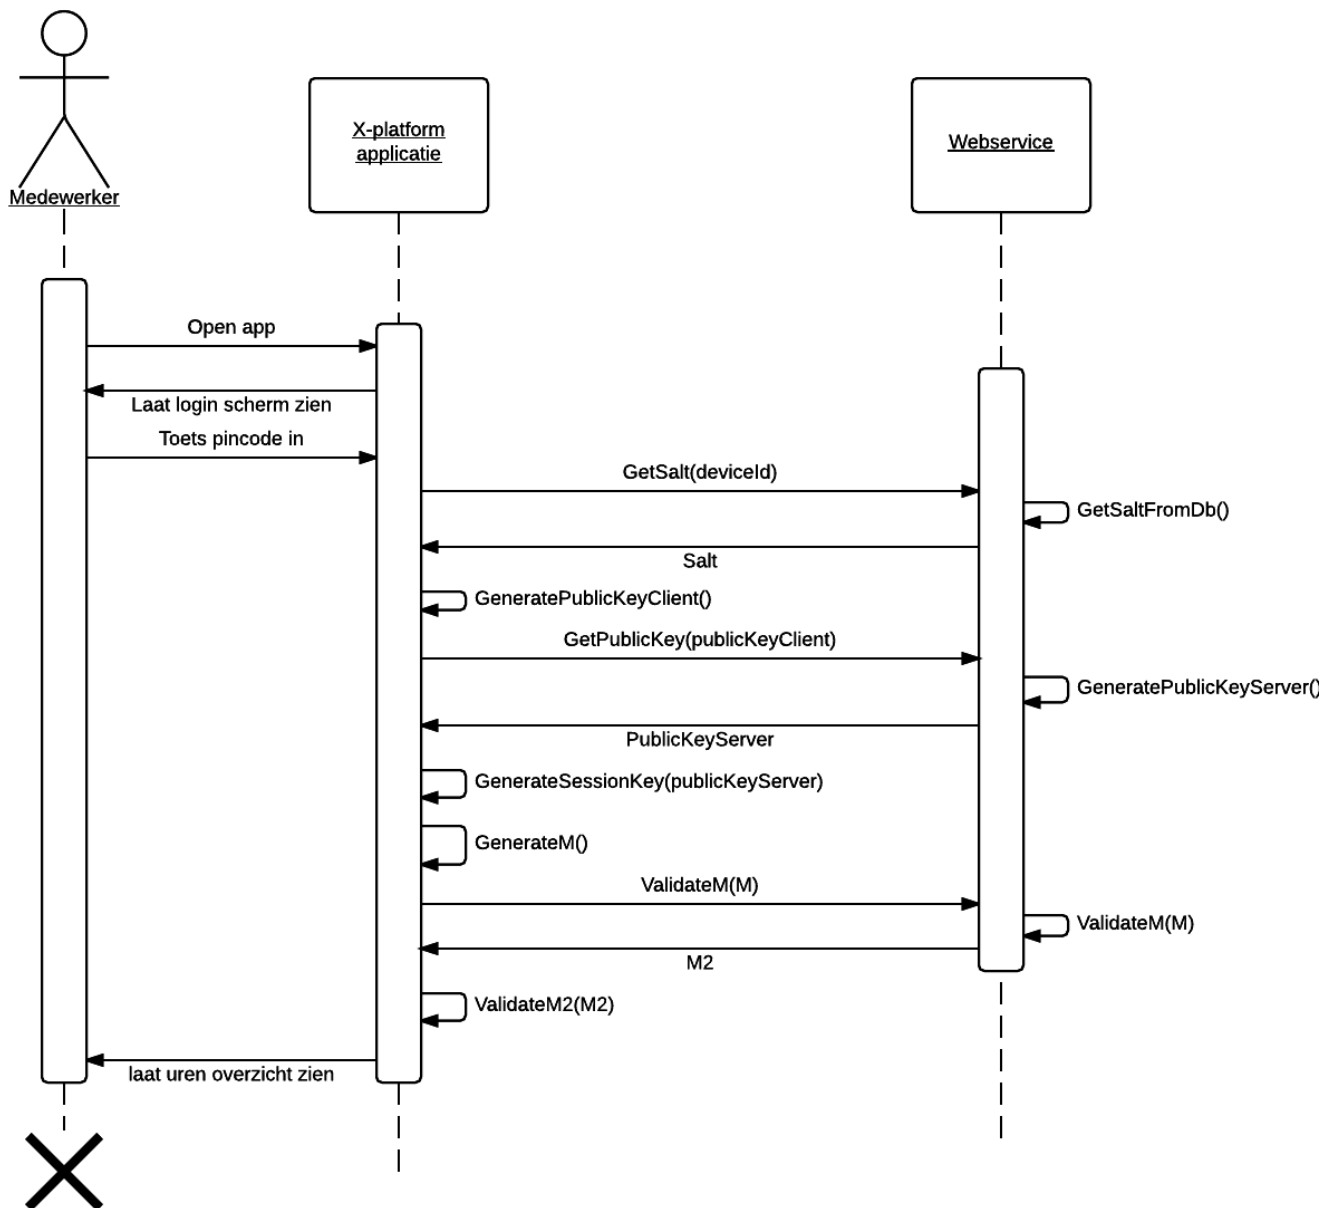 X-platform
applicatie
Webservice
Medewerker
Open app
Laat login scherm zien
Toets pincode in
GetSalt(deviceId)
GetSaltFromDb()
Salt
GeneratePublicKeyClient()
GetPublicKey(publicKeyClient)
GeneratePublicKeyServer()
PublicKeyServer
GenerateSessionKey(publicKeyServer)
GenerateM()
ValidateM(M)
ValidateM(M)
M2
ValidateM2(M2)
laat uren overzicht zien